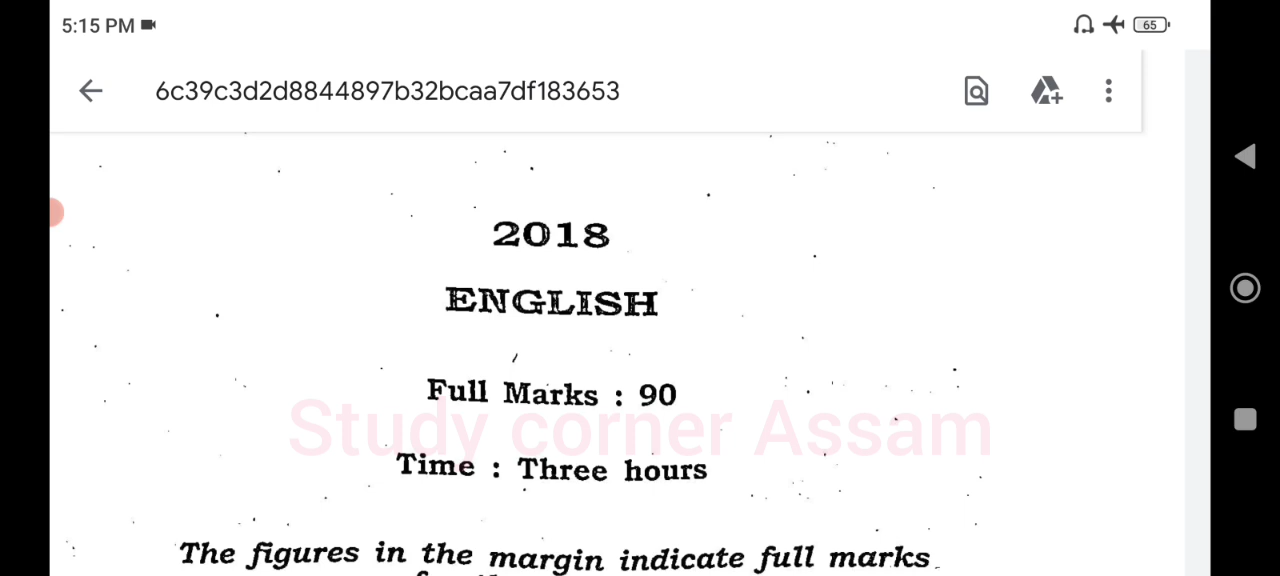 5:15 PM
65
6c39c3d2d8844897b32bcaa7df183653
2018
ENGLISH
Full Marks : 90
Study corner Assam
Time : Three hours
The figures in the margin indicate full marks